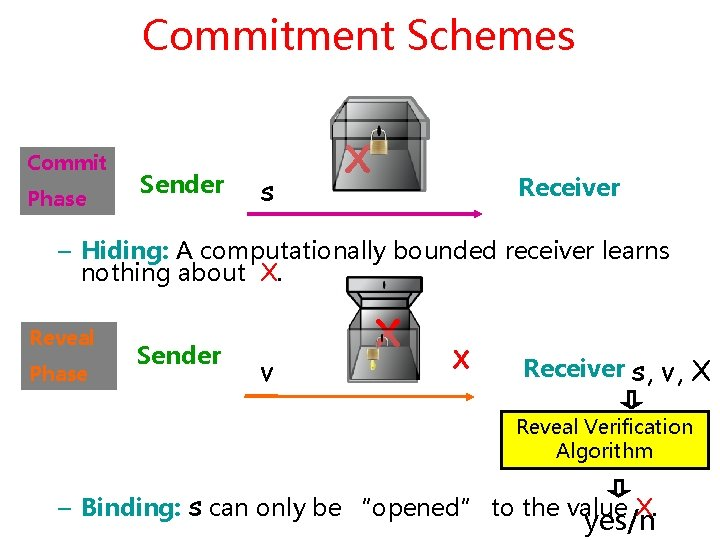 Commitment Schemes
Commit
Phase
Sender
s
X
Receiver
– Hiding: A computationally bounded receiver learns
nothing about X.
Reveal
Phase
Sender
v
X
X
Receiver s, v, X
Reveal Verification
Algorithm
– Binding: s can only be “opened” to the value X.
yes/n